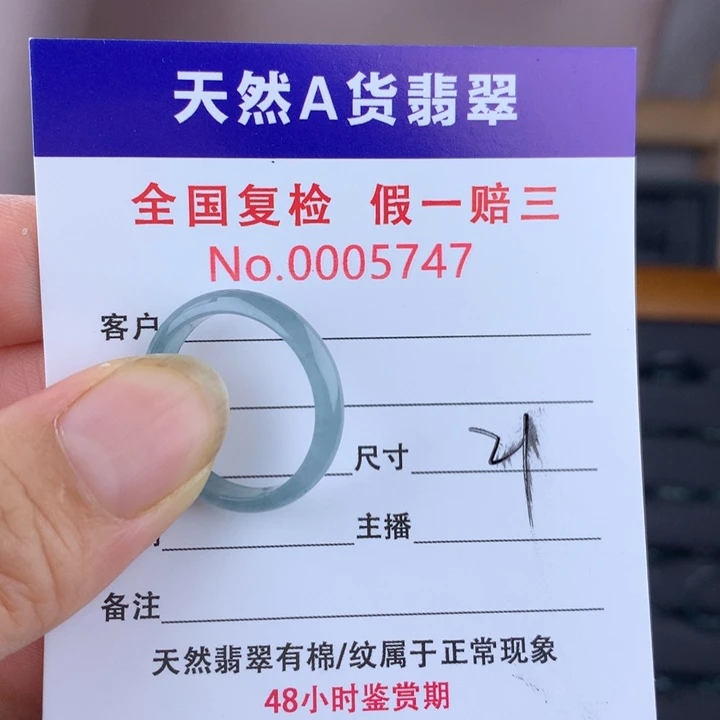 天然A货翡翠
全国复检 假一赔三
No.0005747
客户
尺寸 21
主播
备注
天然翡翠有棉/纹属于正常现象
48小时鉴赏期